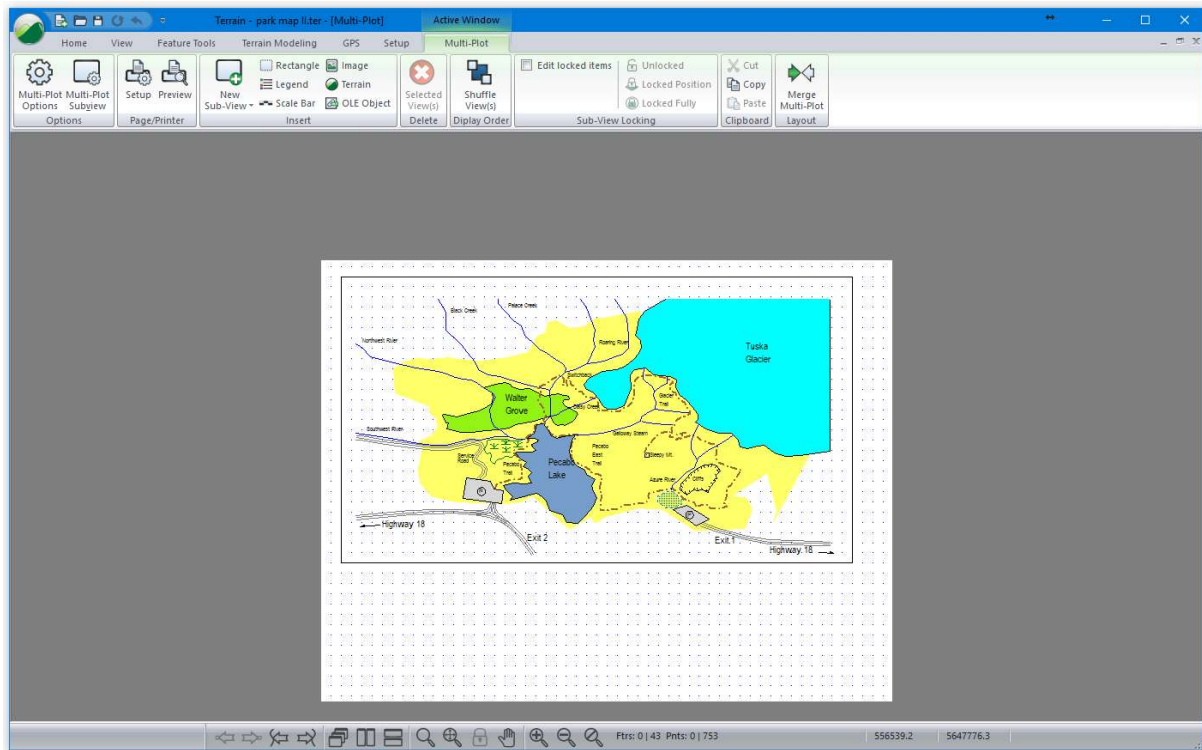 Terrain - park map li.ter - [Multi-Plot]
Active Window
Home View Feature Tools Terrain Modeling GPS Setup Multi-Plot
Multi-Plot Options
Multi-Plot Subview
Options
Setup Preview
Page/Printer
New Sub-View
Rectangle
Legend
Scale Bar
Image
Terrain
OLE Object
Insert
Selected View(s)
Delete
Shuffle View(s)
Diplay Order
Edit locked items
Unlocked
Locked Position
Locked Fully
Sub-View Locking
Cut
Copy
Paste
Clipboard
Merge Multi-Plot
Layout
Black Creek
Palace Creek
Northwest River
Roaring River
Tuska
Glacier
Switchback
Walter
Grove
Daisy Creek
Glacier
Trail
Southwest River
Galloway Stream
Service
Road
Pecabo
Trail
Pecabo
Lake
Pecabo
East
Trail
Sleepy Mt.
Azure River
Cliffs
Highway 18
Exit 2
Exit 1
Highway 18
Ftrs: 0 | 43 Pnts: 0 | 753
556539.2
5647776.3